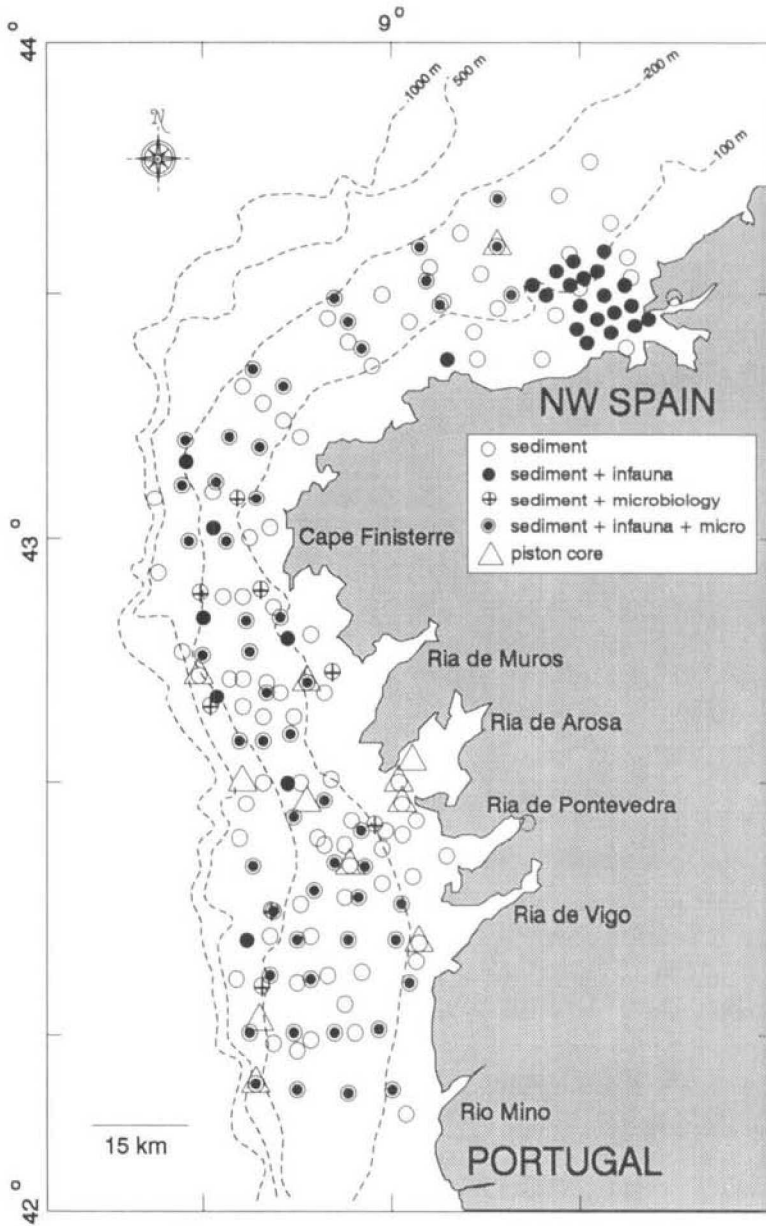 9°
44°
1000 m
500 m
200 m
100 m
N
NW SPAIN
sediment
sediment + infauna
sediment + microbiology
sediment + infauna + micro
piston core
43°
Cape Finisterre
Ria de Muros
Ria de Arosa
Ria de Pontevedra
Ria de Vigo
Rio Mino
15 km
PORTUGAL
42°